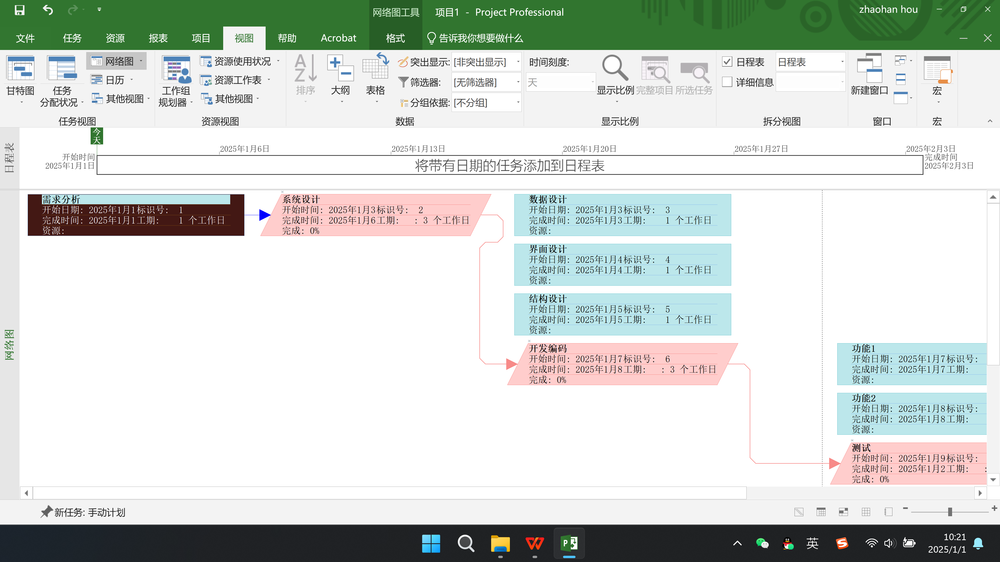 网络图工具
项目1 - Project Professional
zhaohan hou
文件 任务 资源 报表 项目 视图 帮助 Acrobat 格式 告诉我你想要做什么
甘特图
任务
分配状况
网络图
日历
其他视图
任务视图
工作组
规划器
资源使用状况
资源工作表
其他视图
资源视图
排序
大纲
表格
突出显示: [非突出显示]
筛选器: [无筛选器]
分组依据: [不分组]
数据
时间刻度:
天
显示比例
完整项目
所选任务
显示比例
日程表 日程表
详细信息
拆分视图
新建窗口
窗口
宏
宏
日程表
今天
2025年1月6日 2025年1月13日 2025年1月20日 2025年1月27日 2025年2月3日
开始时间
2025年1月1日
将带有日期的任务添加到日程表
完成时间
2025年2月3日
网络图
需求分析
开始日期: 2025年1月1标识号: 1
完成时间: 2025年1月1工期: 1 个工作日
资源:
系统设计
开始时间: 2025年1月3标识号: 2
完成时间: 2025年1月6工期: : 3 个工作日
完成: 0%
数据设计
开始日期: 2025年1月3标识号: 3
完成时间: 2025年1月3工期: 1 个工作日
资源:
界面设计
开始日期: 2025年1月4标识号: 4
完成时间: 2025年1月4工期: 1 个工作日
资源:
结构设计
开始日期: 2025年1月5标识号: 5
完成时间: 2025年1月5工期: 1 个工作日
资源:
开发编码
开始时间: 2025年1月7标识号: 6
完成时间: 2025年1月8工期: : 3 个工作日
完成: 0%
功能1
开始日期: 2025年1月7标识号:
完成时间: 2025年1月7工期:
资源:
功能2
开始日期: 2025年1月8标识号:
完成时间: 2025年1月8工期:
资源:
测试
开始时间: 2025年1月9标识号:
完成时间: 2025年1月2工期: :
完成: 0%
新任务: 手动计划
英
10:21
2025/1/1